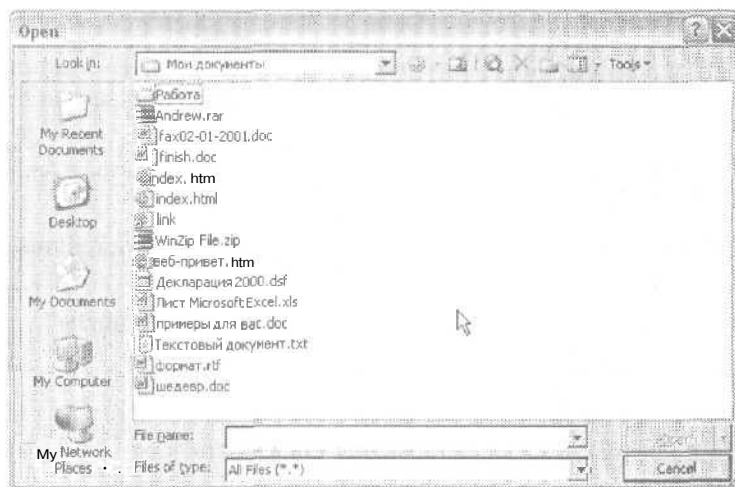 Open
Look in:
Мои документы
Tools
Работа
Andrew.rar
fax02-01-2001.doc
finish.doc
index.htm
index.html
link
WinZip File.zip
веб-привет.htm
Декларация 2000.dsf
Лист Microsoft Excel.xls
примеры для вас.doc
Текстовый документ.txt
формат.rtf
шедевр.doc
My Recent
Documents
Desktop
My Documents
My Computer
My Network
Places
File name:
Files of type:
All Files (*.*)
Open
Cancel